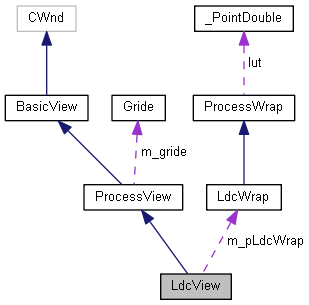 CWnd
_PointDouble
lut
BasicView
Gride
ProcessWrap
m_gride
ProcessView
LdcWrap
m_pLdcWrap
LdcView